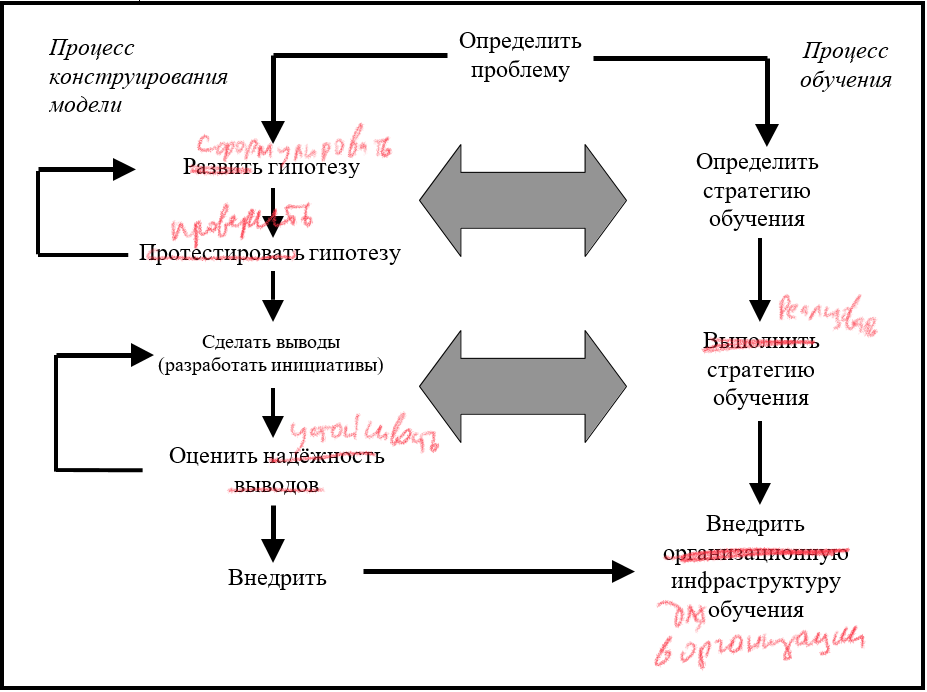 Процесс
конструирования
модели
Определить
проблему
Процесс
обучения
сформулировать
Развить гипотезу
проверить
Протестировать гипотезу
Сделать выводы
(разработать инициативы)
устойчивость
Оценить надёжность
выводов
Внедрить
Определить
стратегию
обучения
Реализовать
Выполнить
стратегию
обучения
Внедрить
организационную
инфраструктуру
для обучения
в организации